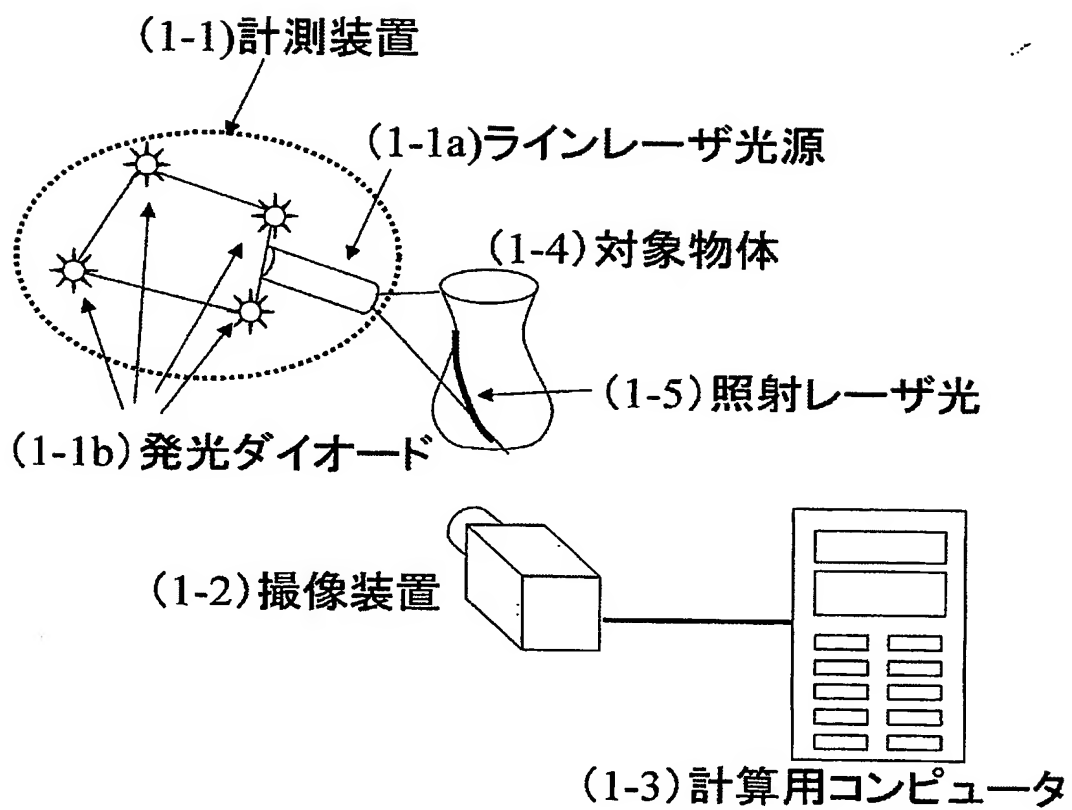 (1-1)計測装置
(1-1a)ラインレーザ光源
(1-4)対象物体
(1-5)照射レーザ光
(1-1b)発光ダイオード
(1-2)撮像装置
(1-3)計算用コンピュータ